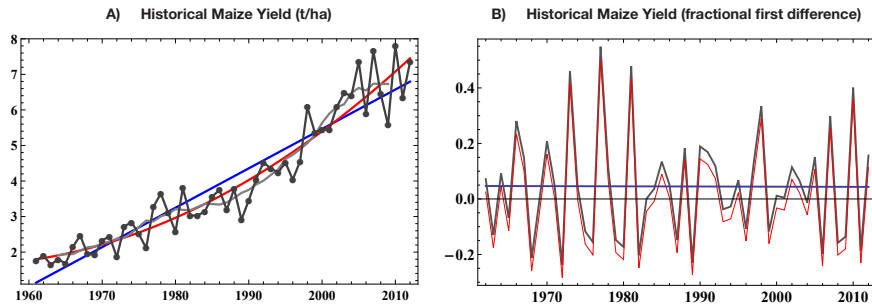 A) Historical Maize Yield (t/ha)
B) Historical Maize Yield (fractional first difference)
8
7
6
5
4
3
2
1960 1970 1980 1990 2000 2010
0.4
0.2
0.0
−0.2
1970 1980 1990 2000 2010